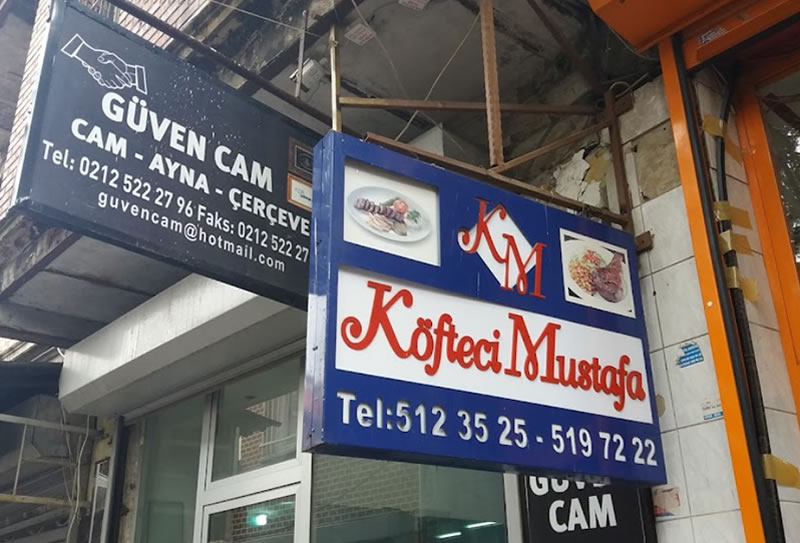 GÜVEN CAM
CAM - AYNA - ÇERÇEVE
Tel: 0212 522 27 96 Faks: 0212 522 27
guvencam@hotmail.com
KM
Köfteci Mustafa
Tel:512 35 25 - 519 72 22
GÜVE
CAM